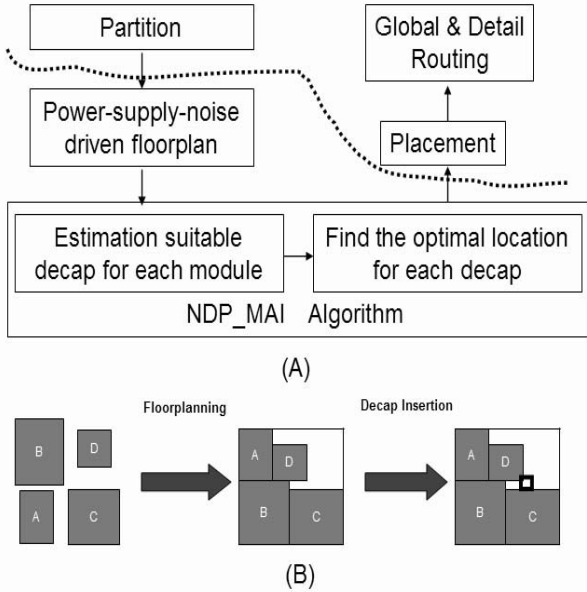 Partition
Global & Detail
Routing
Power-supply-noise
driven floorplan
Placement
Estimation suitable
decap for each module
Find the optimal location
for each decap
NDP_MAI Algorithm
(A)
Floorplanning
Decap Insertion
B
D
A
C
A
D
B
C
A
D
B
C
(B)